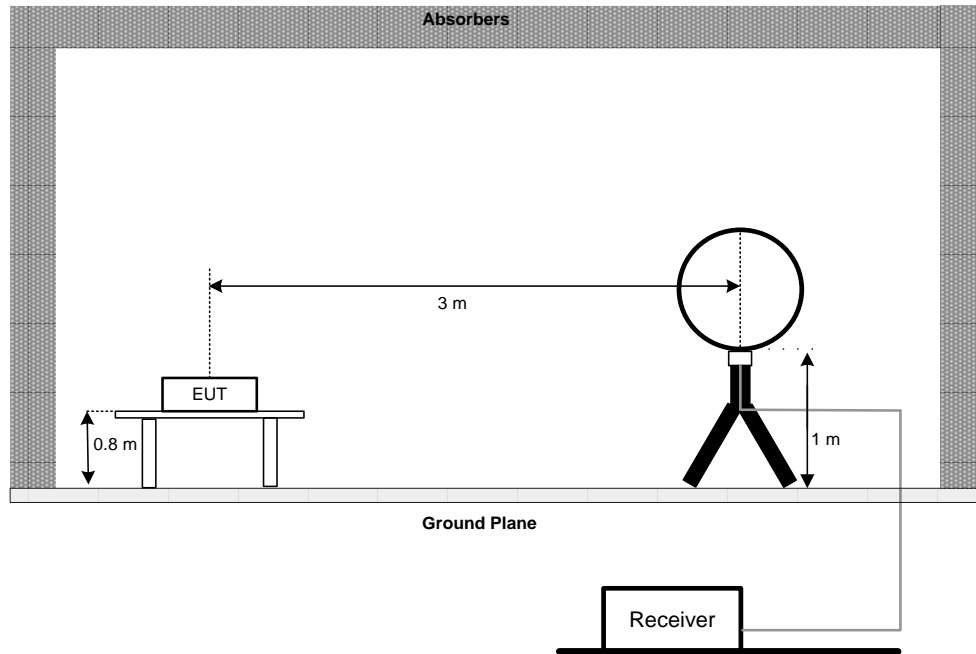 Absorbers
3 m
EUT
0.8 m
1 m
Ground Plane
Receiver